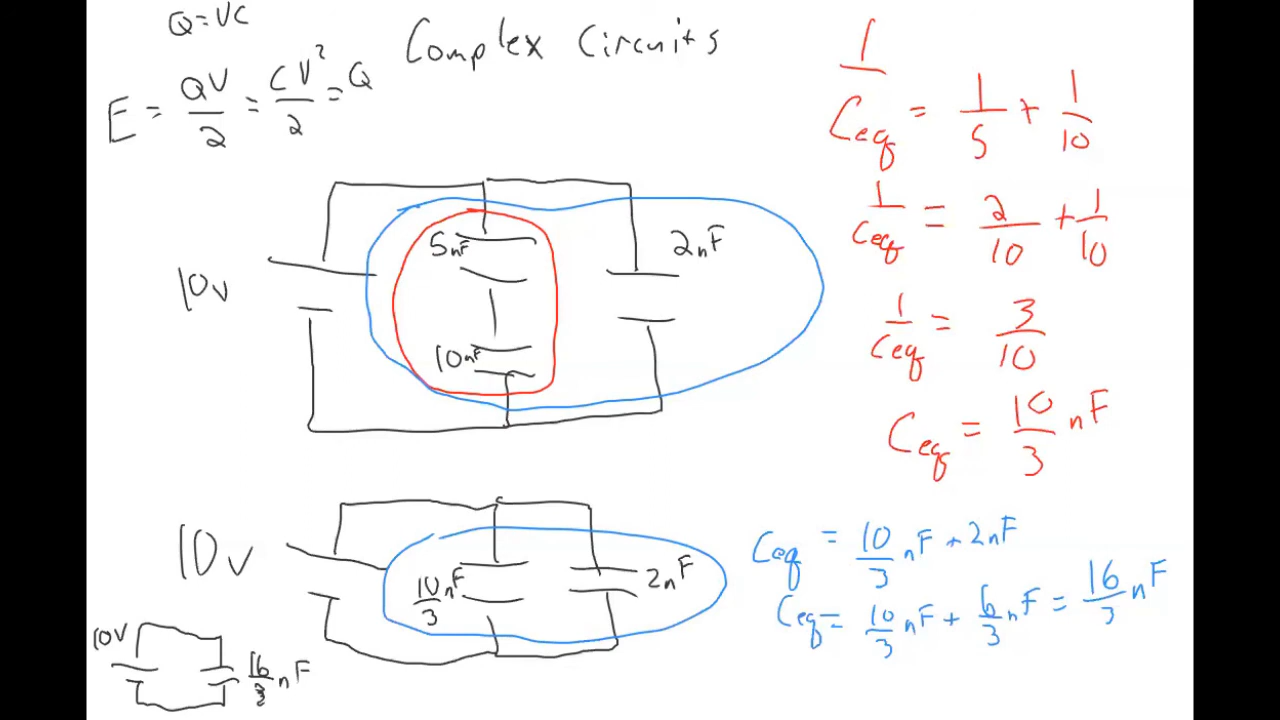 Q=VC
Complex Circuits
E = QV/2 = CV²/2 = Q
10v
5nF
10nF
2nF
1/Ceq = 1/5 + 1/10
1/Ceq = 2/10 + 1/10
1/Ceq = 3/10
Ceq = 10/3 nF
10v
10/3 nF
2nF
Ceq = 10/3 nF + 2nF
Ceq = 10/3 nF + 6/3 nF = 16/3 nF
10V
16/3 nF